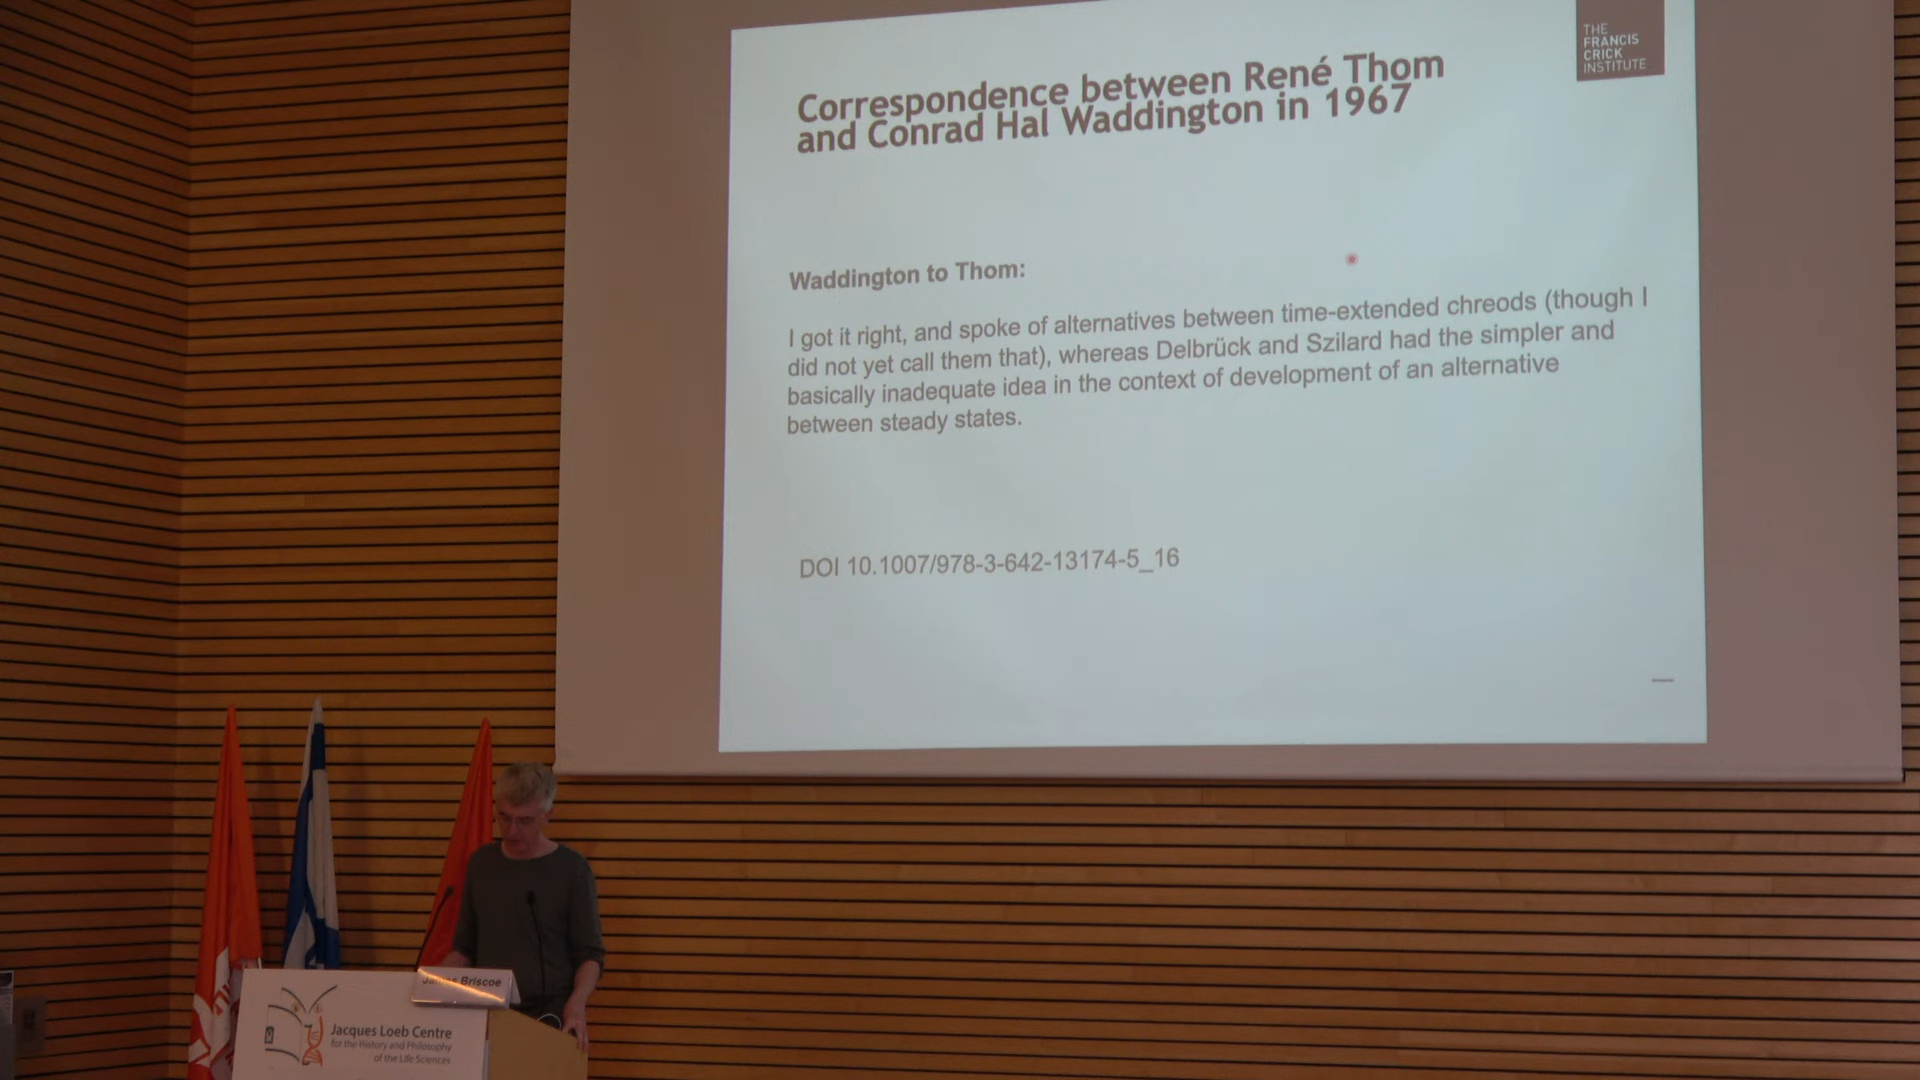 THE
FRANCIS
CRICK
INSTITUTE
Correspondence between René Thom
and Conrad Hal Waddington in 1967
Waddington to Thom:
I got it right, and spoke of alternatives between time-extended chreods (though I
did not yet call them that), whereas Delbrück and Szilard had the simpler and
basically inadequate idea in the context of development of an alternative
between steady states.
DOI 10.1007/978-3-642-13174-5_16
James Briscoe
Jacques Loeb Centre
for the History and Philosophy
of the Life Sciences